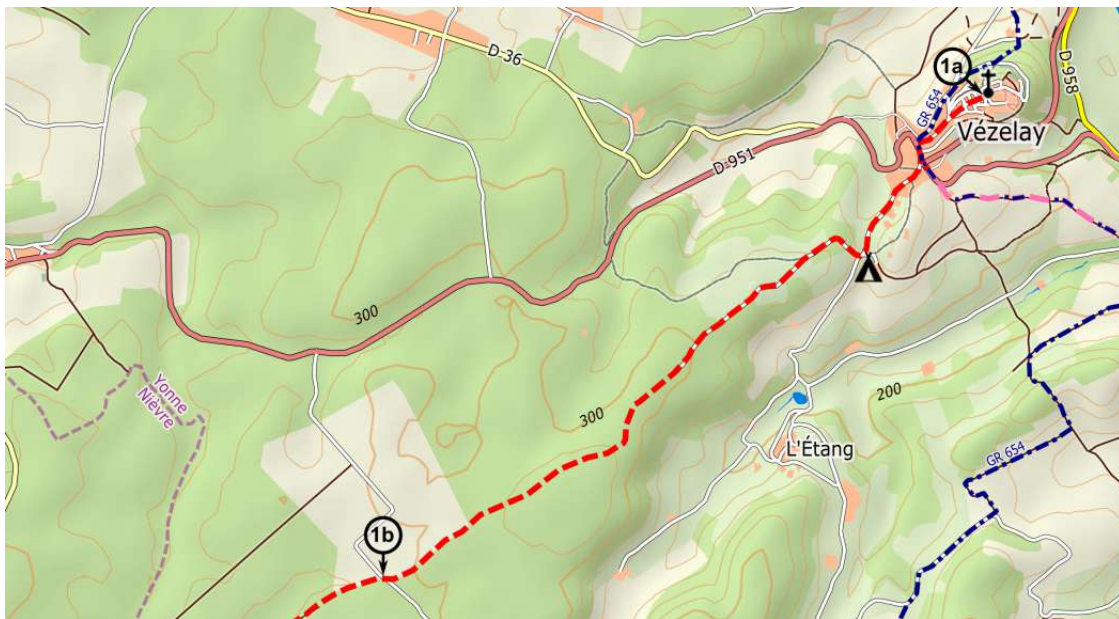 D 36
1a
GR 654
Vézelay
D 958
D 951
300
Yonne
Nièvre
300
200
L'Étang
GR 654
1b